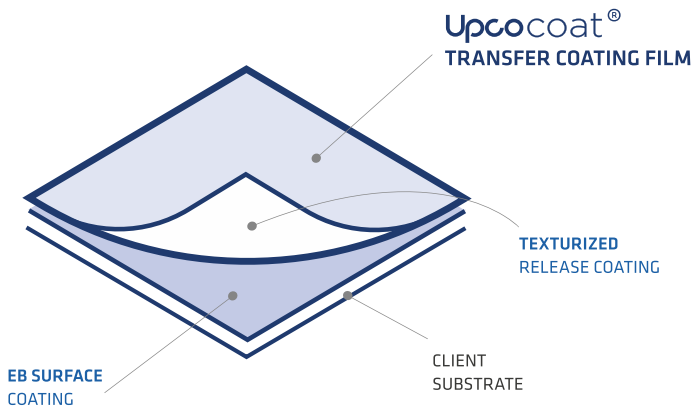 Upcocoat®
TRANSFER COATING FILM
TEXTURIZED
RELEASE COATING
CLIENT
SUBSTRATE
EB SURFACE
COATING